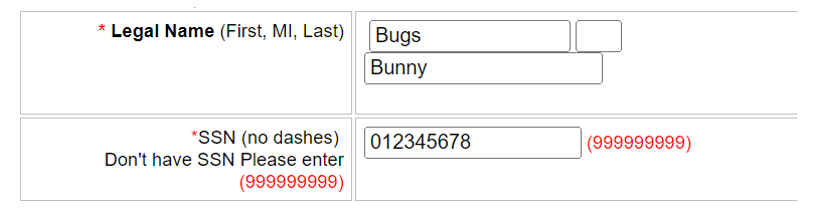 * Legal Name (First, MI, Last)
Bugs
Bunny
*SSN (no dashes)
Don't have SSN Please enter
(999999999)
012345678 (999999999)